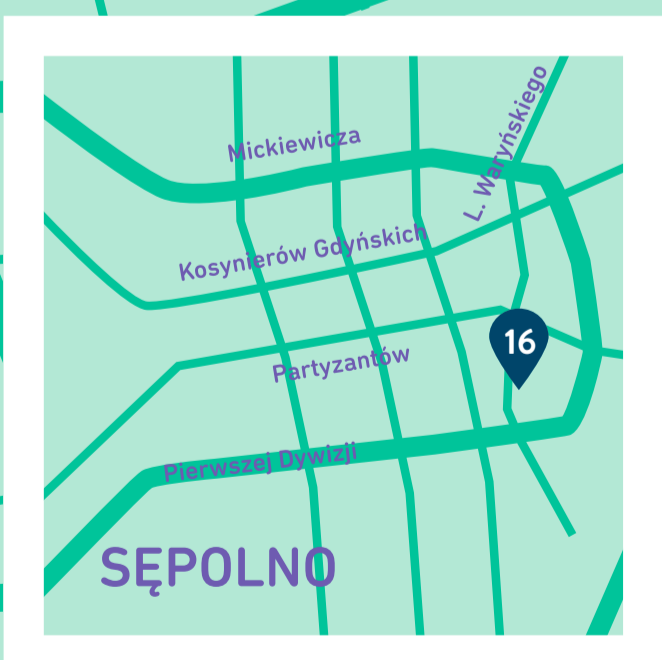 Mickiewicza
L. Waryńskiego
Kosynierów Gdyńskich
16
Partyzantów
Pierwszej Dywizji
SĘPOLNO